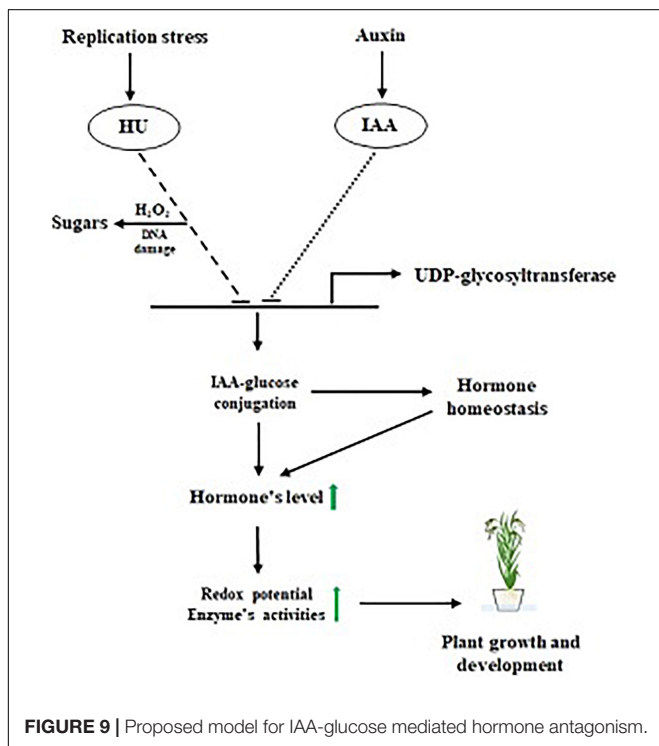 Replication stress
Auxin
HU
IAA
H₂O₂
Sugars
DNA
damage
UDP-glycosyltransferase
IAA-glucose
conjugation
Hormone
homeostasis
Hormone's level
Redox potential
Enzyme's activities
Plant growth and
development
FIGURE 9 | Proposed model for IAA-glucose mediated hormone antagonism.